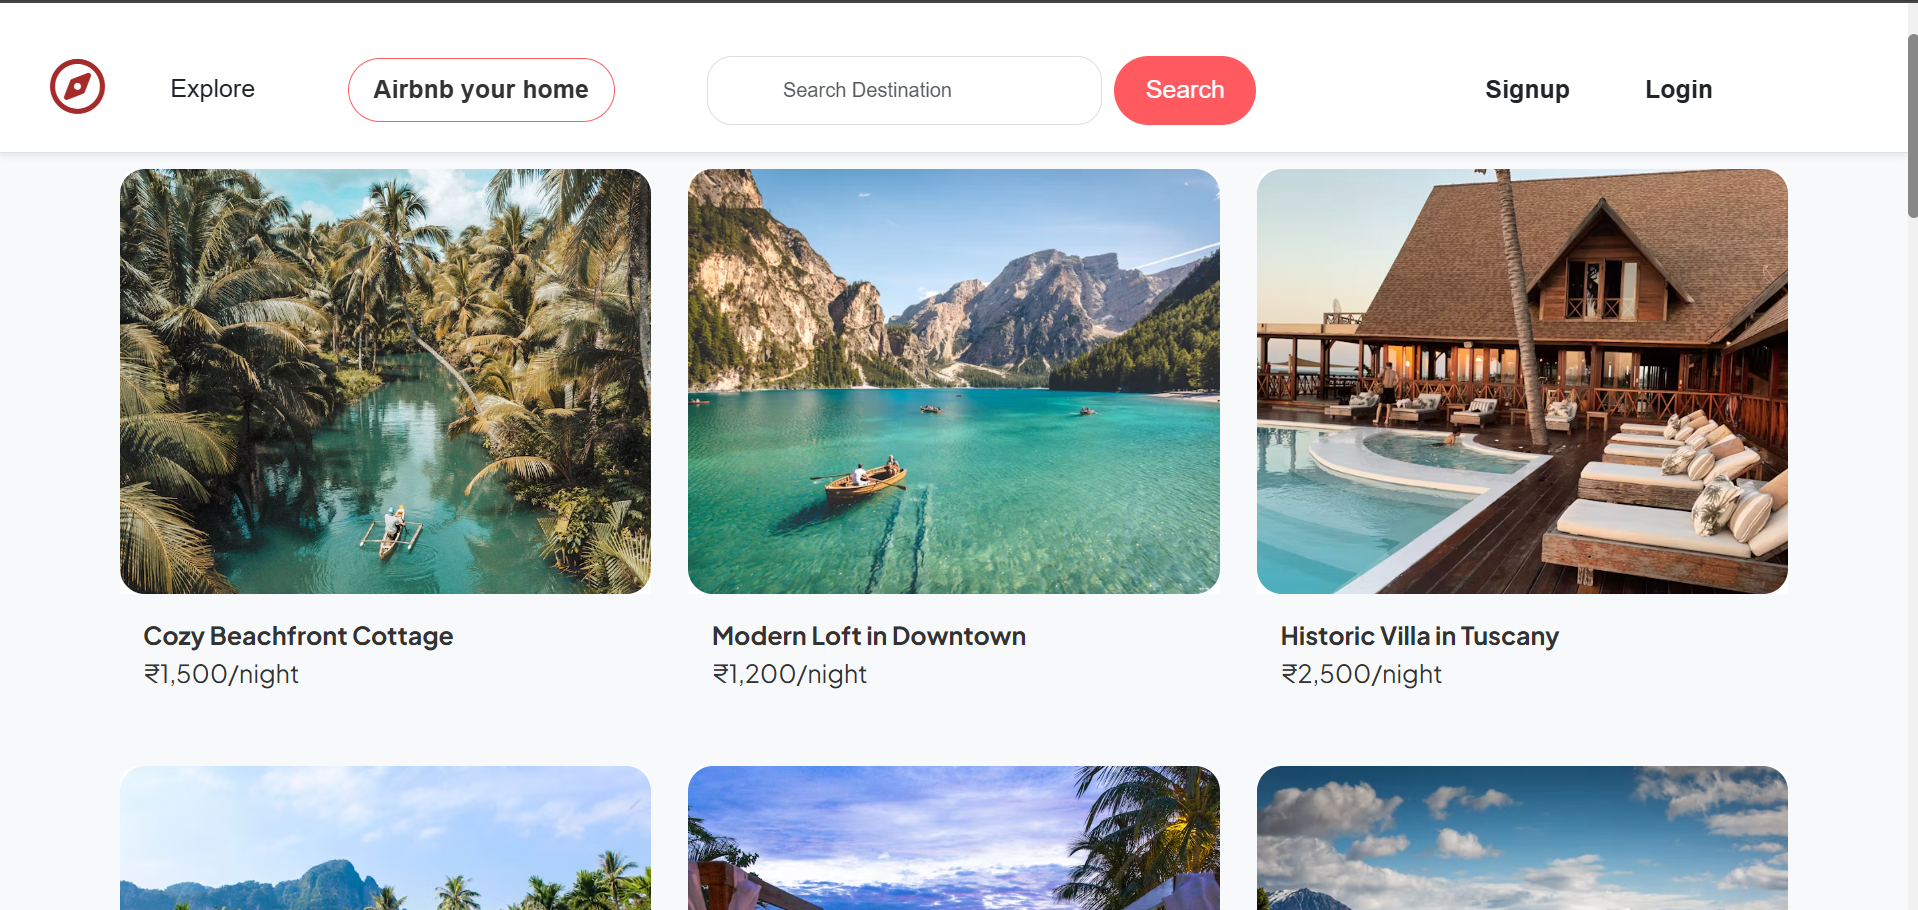 Explore
Airbnb your home
Search Destination
Search
Signup
Login
Cozy Beachfront Cottage
₹1,500/night
Modern Loft in Downtown
₹1,200/night
Historic Villa in Tuscany
₹2,500/night